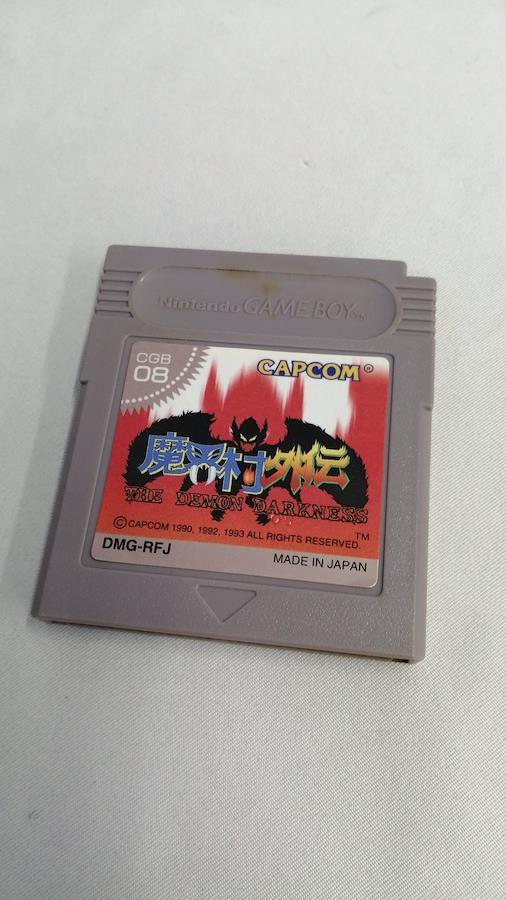 Nintendo GAME BOY™
CGB
08
CAPCOM®
魔界村外伝
THE DEMON DARKNESS
TM
©CAPCOM 1990, 1992, 1993 ALL RIGHTS RESERVED.
DMG-RFJ
MADE IN JAPAN